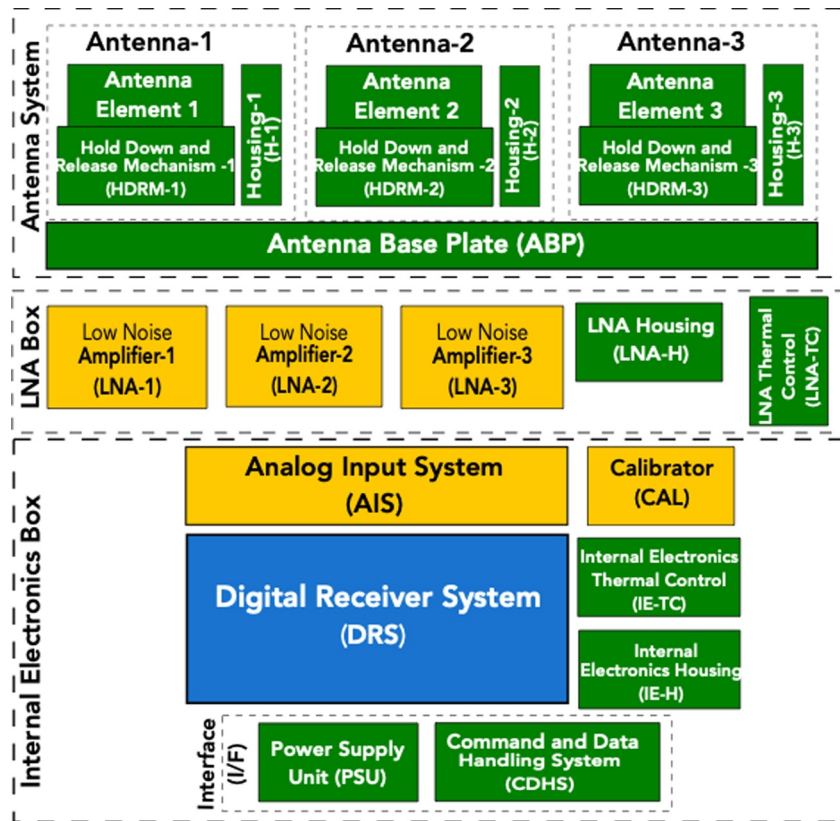 Antenna System
Antenna-1
Antenna
Element 1
Hold Down and
Release Mechanism -1
(HDRM-1)
Housing-1
(H-1)
Antenna-2
Antenna
Element 2
Hold Down and
Release Mechanism -2
(HDRM-2)
Housing-2
(H-2)
Antenna-3
Antenna
Element 3
Hold Down and
Release Mechanism -3
(HDRM-3)
Housing-3
(H-3)
Antenna Base Plate (ABP)
LNA Box
Low Noise
Amplifier-1
(LNA-1)
Low Noise
Amplifier-2
(LNA-2)
Low Noise
Amplifier-3
(LNA-3)
LNA Housing
(LNA-H)
LNA Thermal
Control
(LNA-TC)
Internal Electronics Box
Analog Input System
(AIS)
Calibrator
(CAL)
Digital Receiver System
(DRS)
Internal Electronics
Thermal Control
(IE-TC)
Internal
Electronics Housing
(IE-H)
Interface
(I/F)
Power Supply
Unit (PSU)
Command and Data
Handling System
(CDHS)